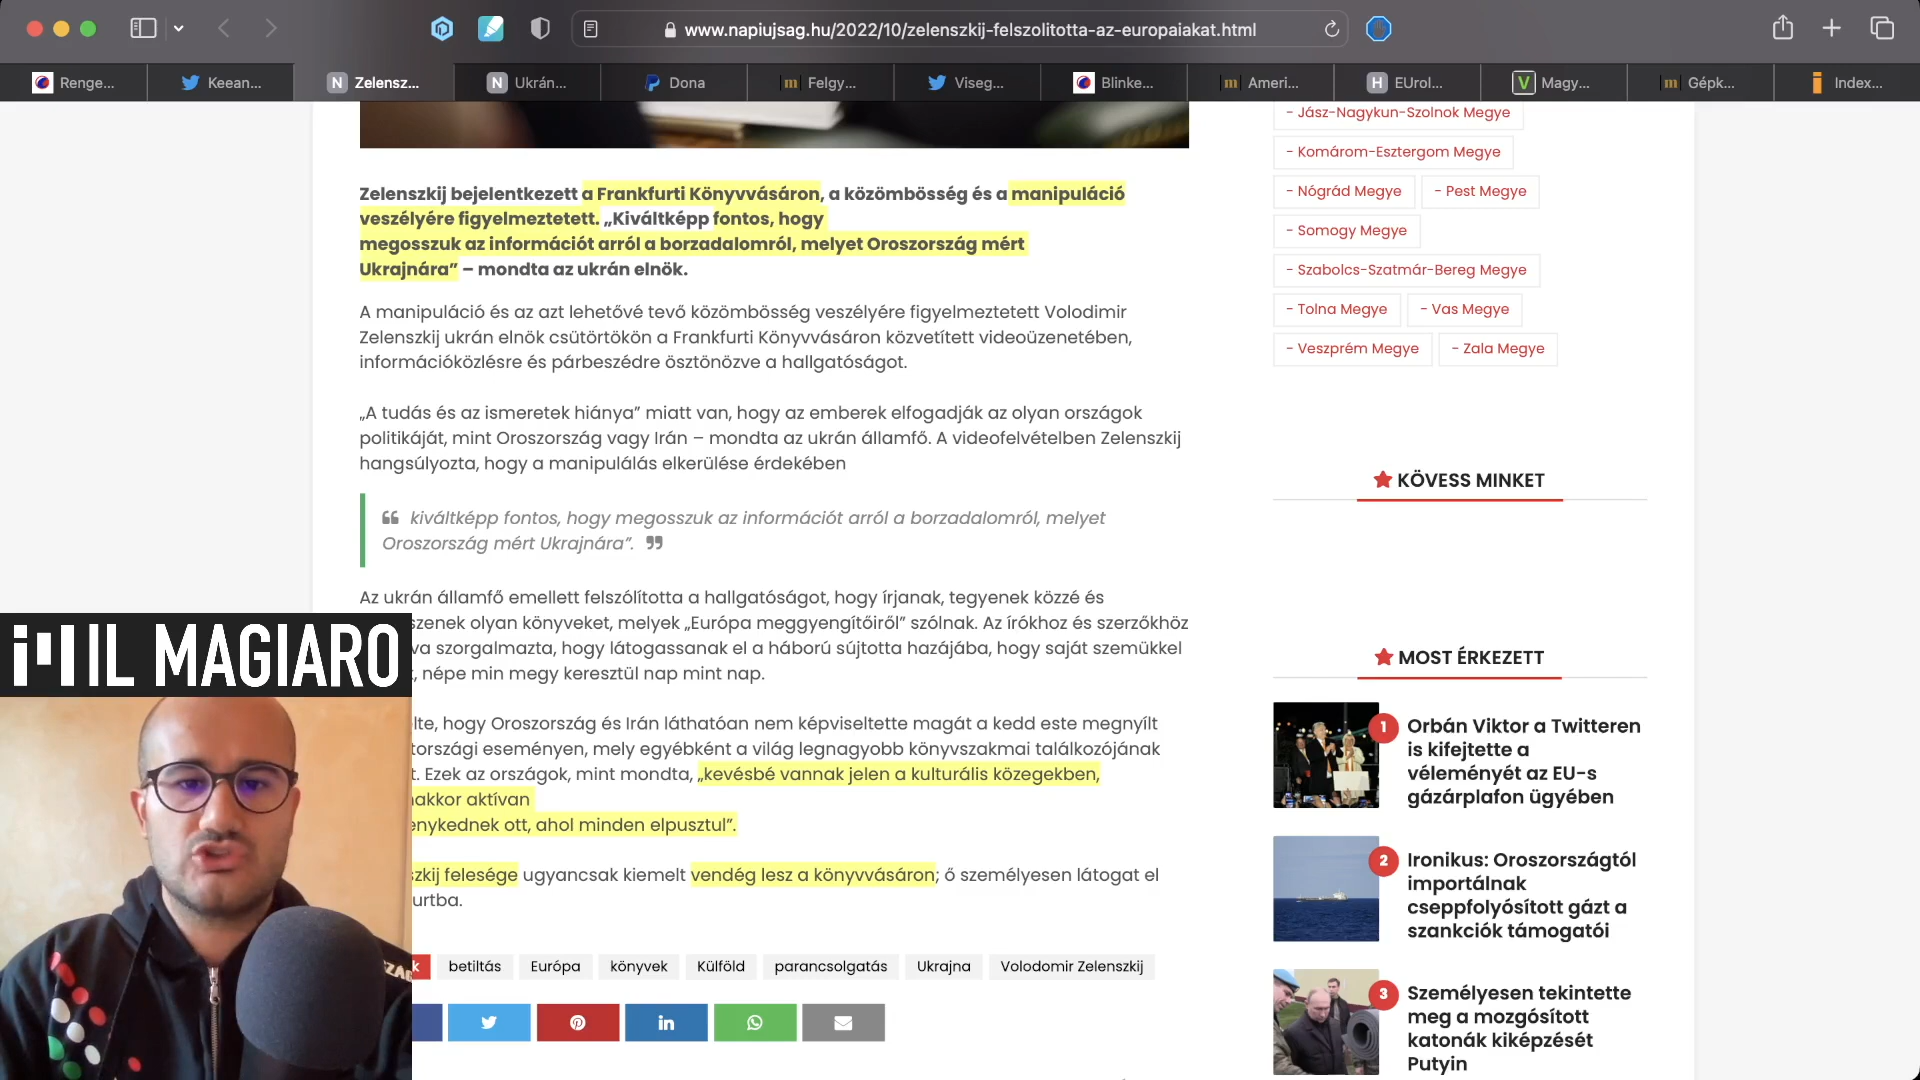 www.napiujsag.hu/2022/10/zelenszkij-felszolitotta-az-europaiakat.html
Renge...
Keean...
N Zelensz...
N Ukrán...
Dona
m Felgy...
Viseg...
Blinke...
m Ameri...
H EUrol...
V Magy...
m Gépk...
Index...
Zelenszkij bejelentkezett a Frankfurti Könyvvásáron, a közömbösség és a manipuláció
veszélyére figyelmeztetett. „Kiváltképp fontos, hogy
megosszuk az információt arról a borzadalomról, melyet Oroszország mért
Ukrajnára” – mondta az ukrán elnök.
A manipuláció és az azt lehetővé tevő közömbösség veszélyére figyelmeztetett Volodimir
Zelenszkij ukrán elnök csütörtökön a Frankfurti Könyvvásáron közvetített videoüzenetében,
információközlésre és párbeszédre ösztönözve a hallgatóságot.
„A tudás és az ismeretek hiánya” miatt van, hogy az emberek elfogadják az olyan országok
politikáját, mint Oroszország vagy Irán – mondta az ukrán államfő. A videofelvételben Zelenszkij
hangsúlyozta, hogy a manipulálás elkerülése érdekében
❝ kiváltképp fontos, hogy megosszuk az információt arról a borzadalomról, melyet
Oroszország mért Ukrajnára”. ❞
Az ukrán államfő emellett felszólította a hallgatóságot, hogy írjanak, tegyenek közzé és
szenek olyan könyveket, melyek „Európa meggyengítőiről” szólnak. Az írókhoz és szerzőkhöz
va szorgalmazta, hogy látogassanak el a háború sújtotta hazájába, hogy saját szemükkel
, népe min megy keresztül nap mint nap.
lte, hogy Oroszország és Irán láthatóan nem képviseltette magát a kedd este megnyílt
tországi eseményen, mely egyébként a világ legnagyobb könyvszakmai találkozójának
t. Ezek az országok, mint mondta, „kevésbé vannak jelen a kulturális közegekben,
nakkor aktívan
enykednek ott, ahol minden elpusztul”.
szkij felesége ugyancsak kiemelt vendég lesz a könyvvásáron; ő személyesen látogat el
urtba.
k betiltás Európa könyvek Külföld parancsolgatás Ukrajna Volodomir Zelenszkij
IL MAGIARO
SZÁG
- Jász-Nagykun-Szolnok Megye
- Komárom-Esztergom Megye
- Nógrád Megye - Pest Megye
- Somogy Megye
- Szabolcs-Szatmár-Bereg Megye
- Tolna Megye - Vas Megye
- Veszprém Megye - Zala Megye
KÖVESS MINKET
MOST ÉRKEZETT
1 Orbán Viktor a Twitteren
is kifejtette a
véleményét az EU-s
gázárplafon ügyében
2 Ironikus: Oroszországtól
importálnak
cseppfolyósított gázt a
szankciók támogatói
3 Személyesen tekintette
meg a mozgósított
katonák kiképzését
Putyin